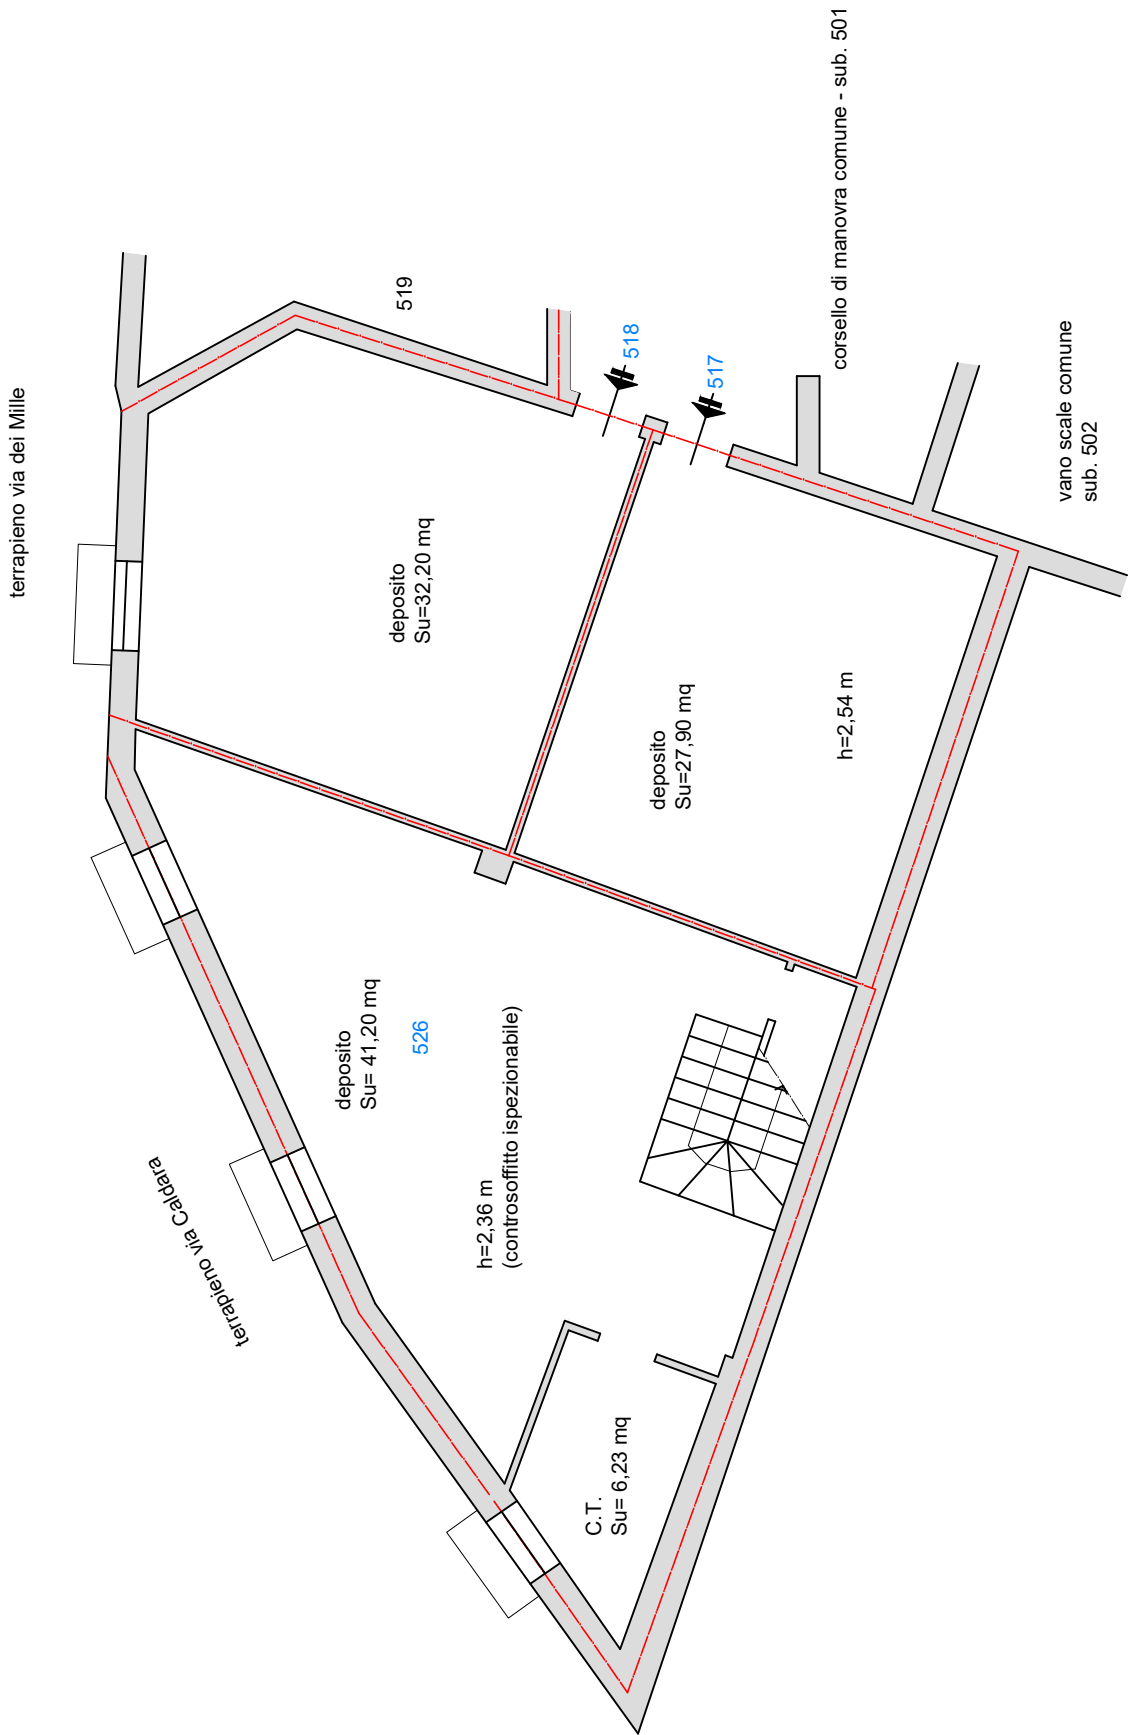 terrapieno via dei Mille
519
518
517
corsello di manovra comune - sub. 501
vano scale comune
sub. 502
deposito
Su=32,20 mq
deposito
Su=27,90 mq
h=2,54 m
deposito
Su= 41,20 mq
526
h=2,36 m
(controsoffitto ispezionabile)
terrapieno via Caldara
C.T.
Su= 6,23 mq